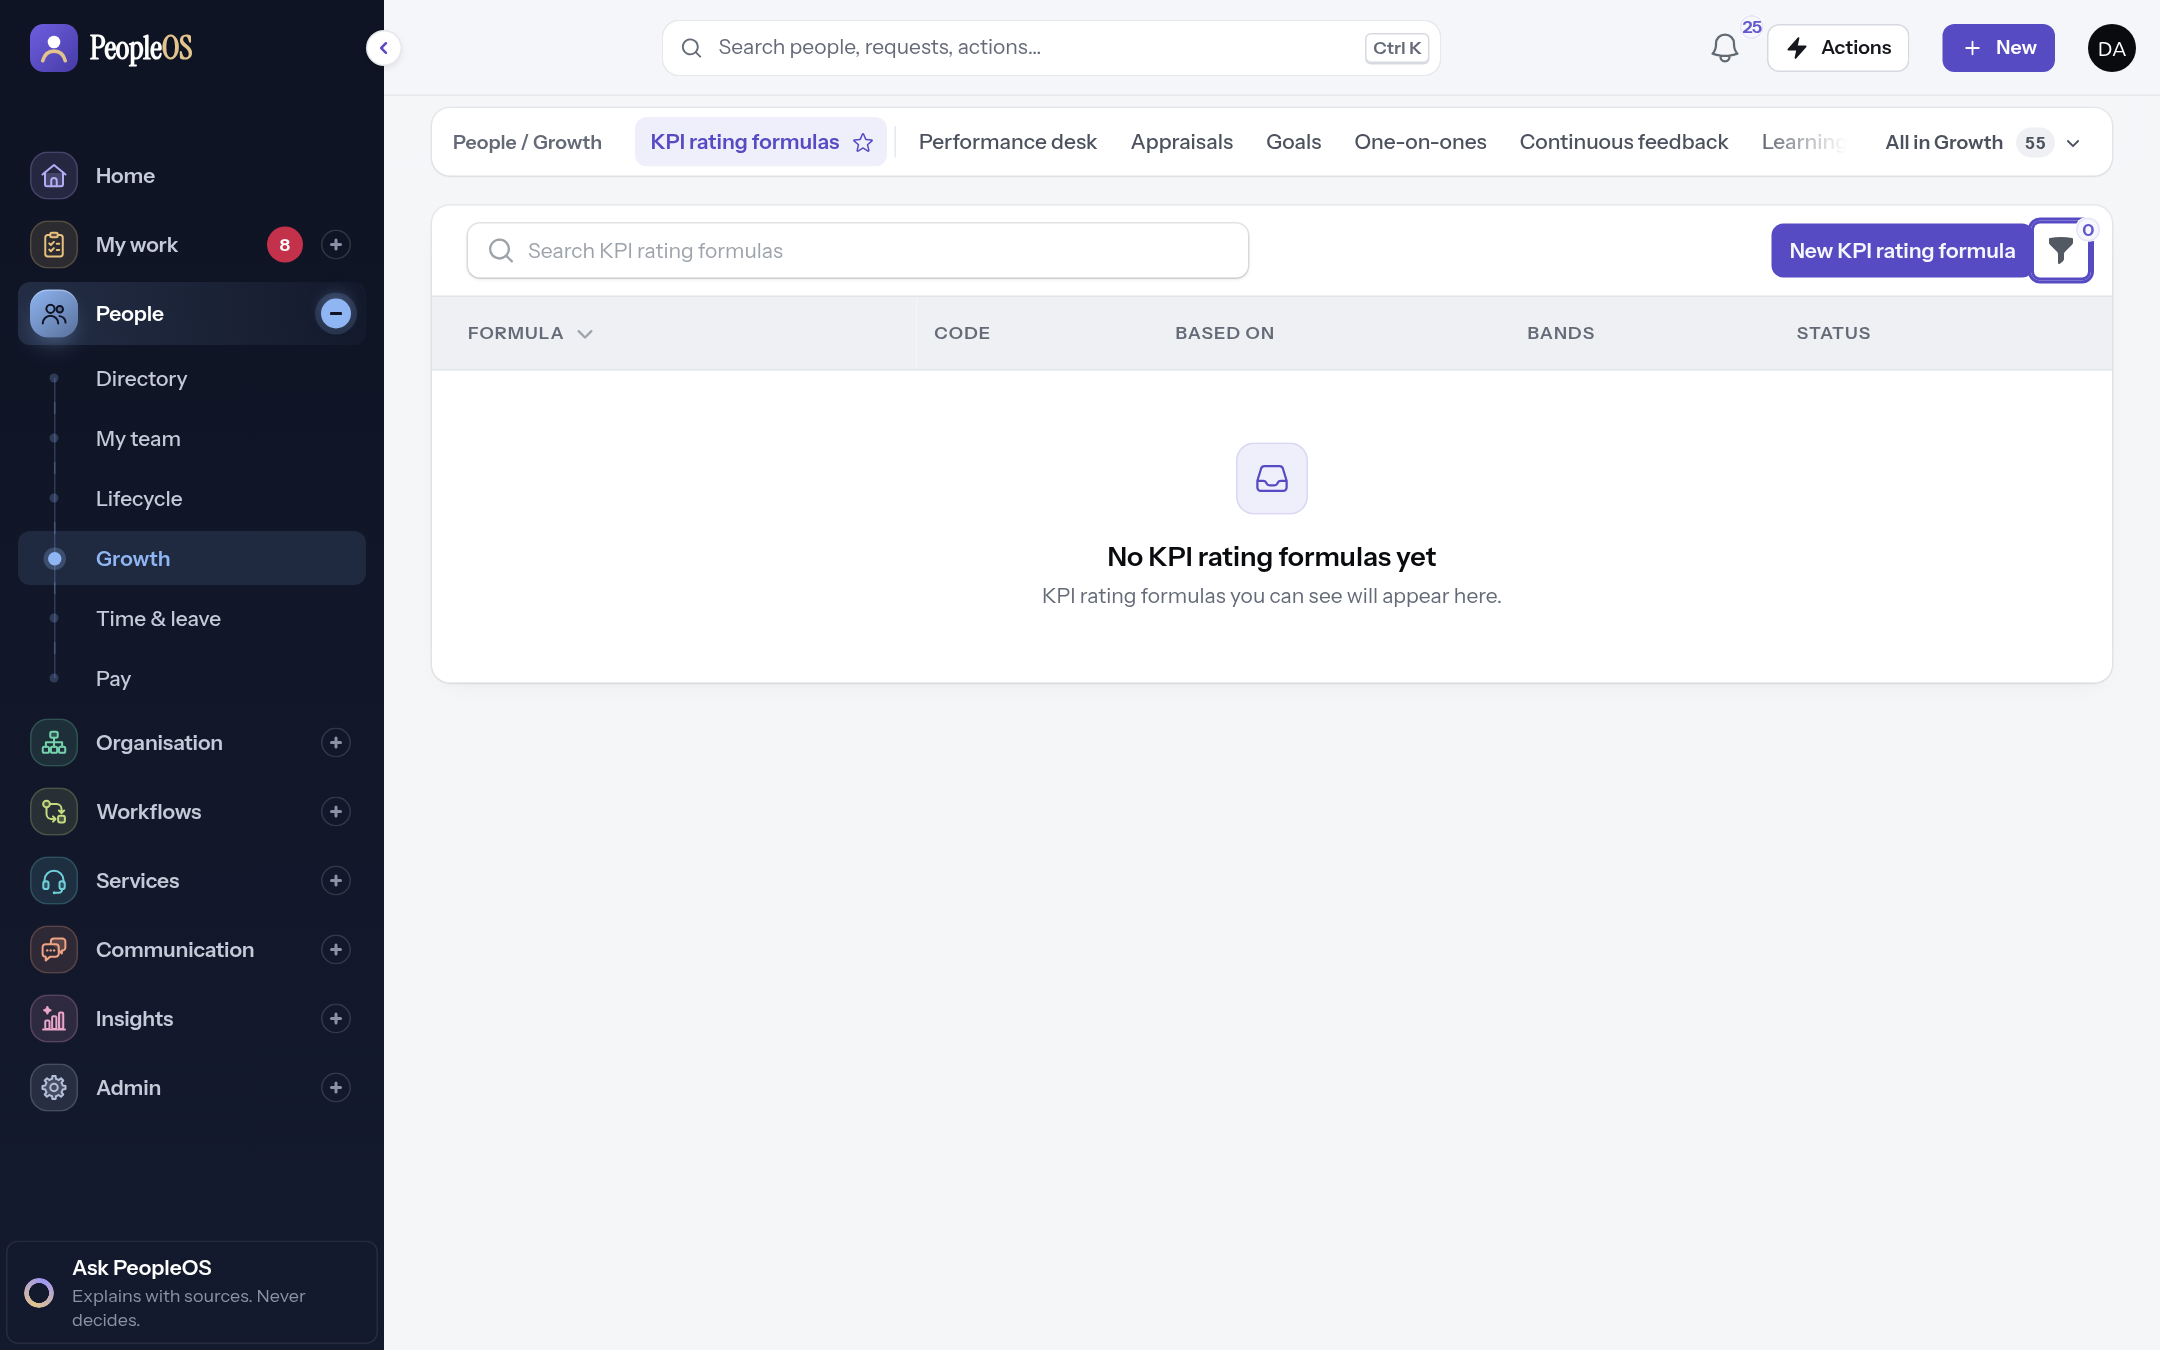 PeopleOS
Search people, requests, actions...
Ctrl K
25
Actions
New
DA
Home
My work
8
People
Directory
My team
Lifecycle
Growth
Time & leave
Pay
Organisation
Workflows
Services
Communication
Insights
Admin
Ask PeopleOS
Explains with sources. Never
decides.
People / Growth
KPI rating formulas
Performance desk
Appraisals
Goals
One-on-ones
Continuous feedback
Learning
All in Growth
55
Search KPI rating formulas
New KPI rating formula
0
FORMULA
CODE
BASED ON
BANDS
STATUS
No KPI rating formulas yet
KPI rating formulas you can see will appear here.